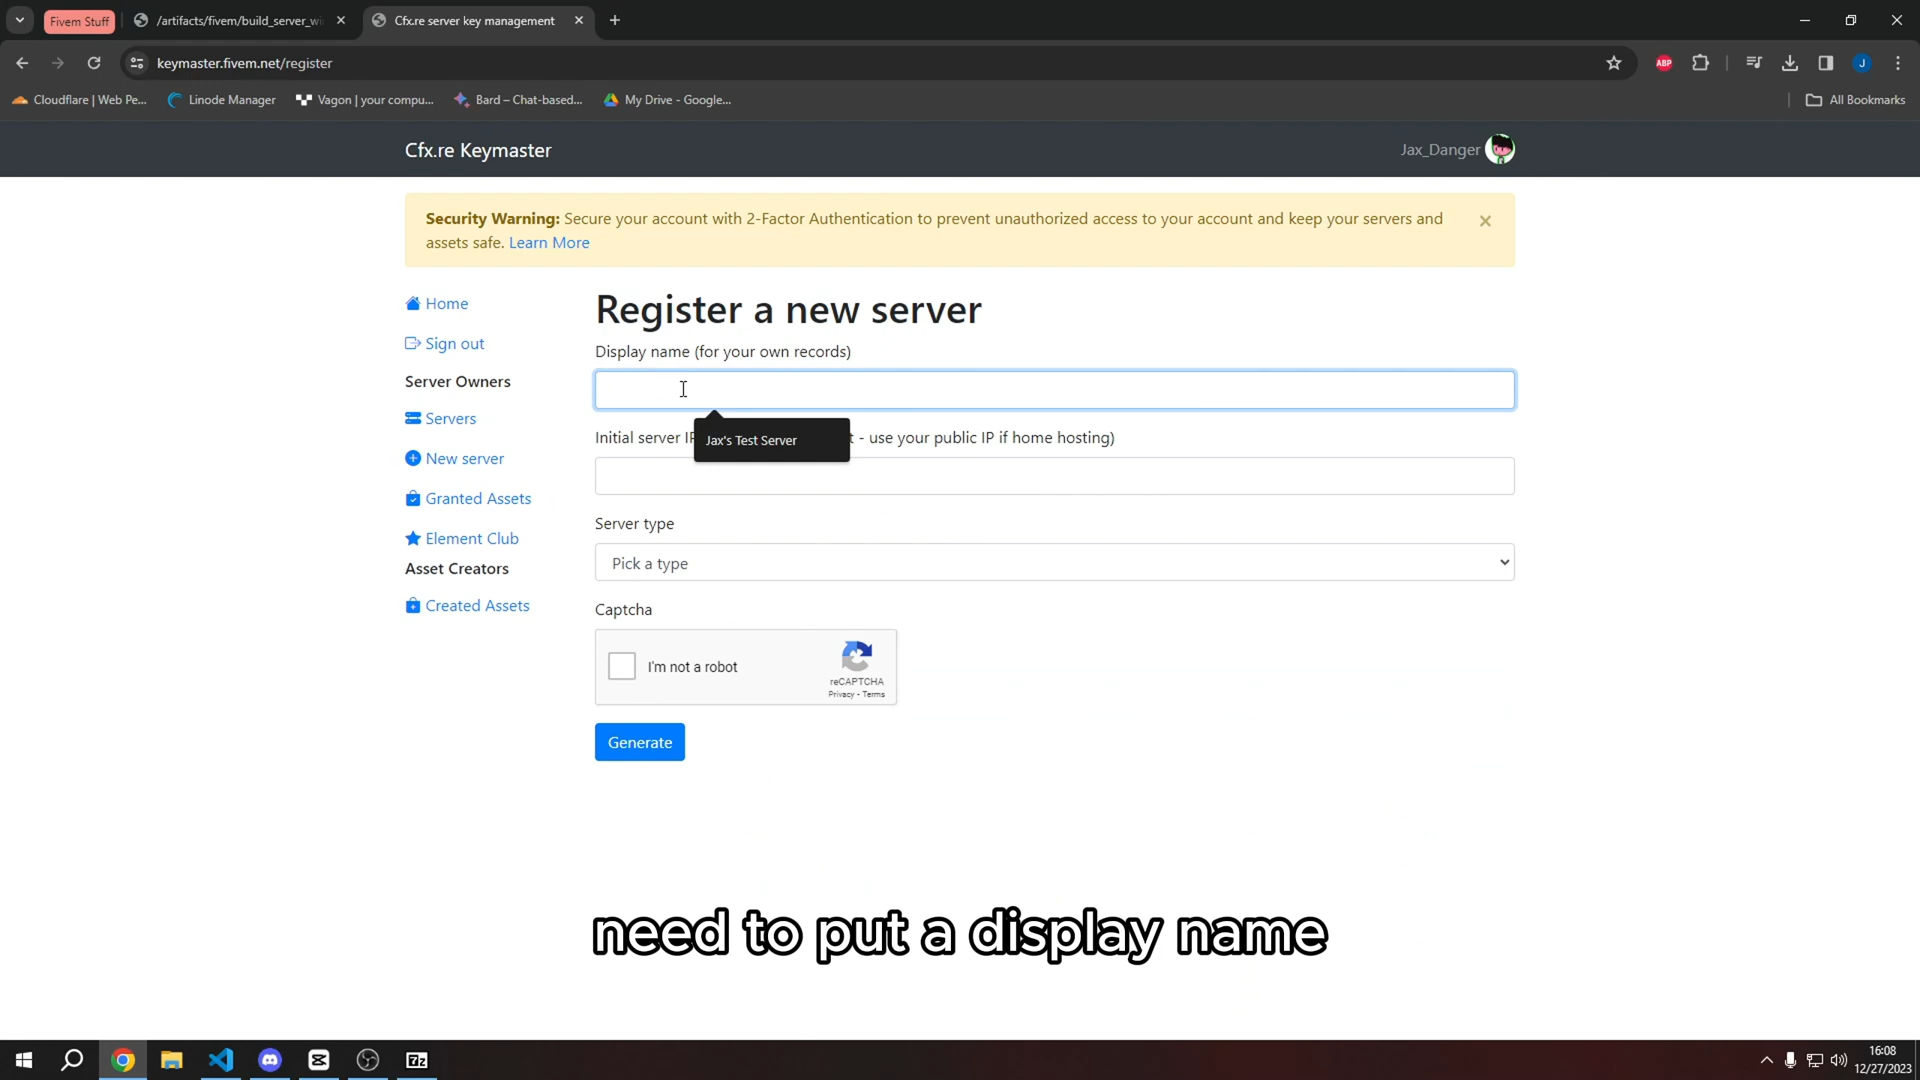 Fivem Stuff
/artifacts/fivem/build_server_wi
Cfx.re server key management
keymaster.fivem.net/register
ABP
J
Cloudflare | Web Pe...
Linode Manager
Vagon | your compu...
Bard – Chat-based...
My Drive - Google...
All Bookmarks
Cfx.re Keymaster
Jax_Danger
Security Warning: Secure your account with 2-Factor Authentication to prevent unauthorized access to your account and keep your servers and
assets safe. Learn More
Home
Sign out
Server Owners
Servers
New server
Granted Assets
Element Club
Asset Creators
Created Assets
Register a new server
Display name (for your own records)
Jax's Test Server
Initial server IP t - use your public IP if home hosting)
Server type
Pick a type
Captcha
I'm not a robot
reCAPTCHA
Privacy - Terms
Generate
need to put a display name
7z
16:08
12/27/2023